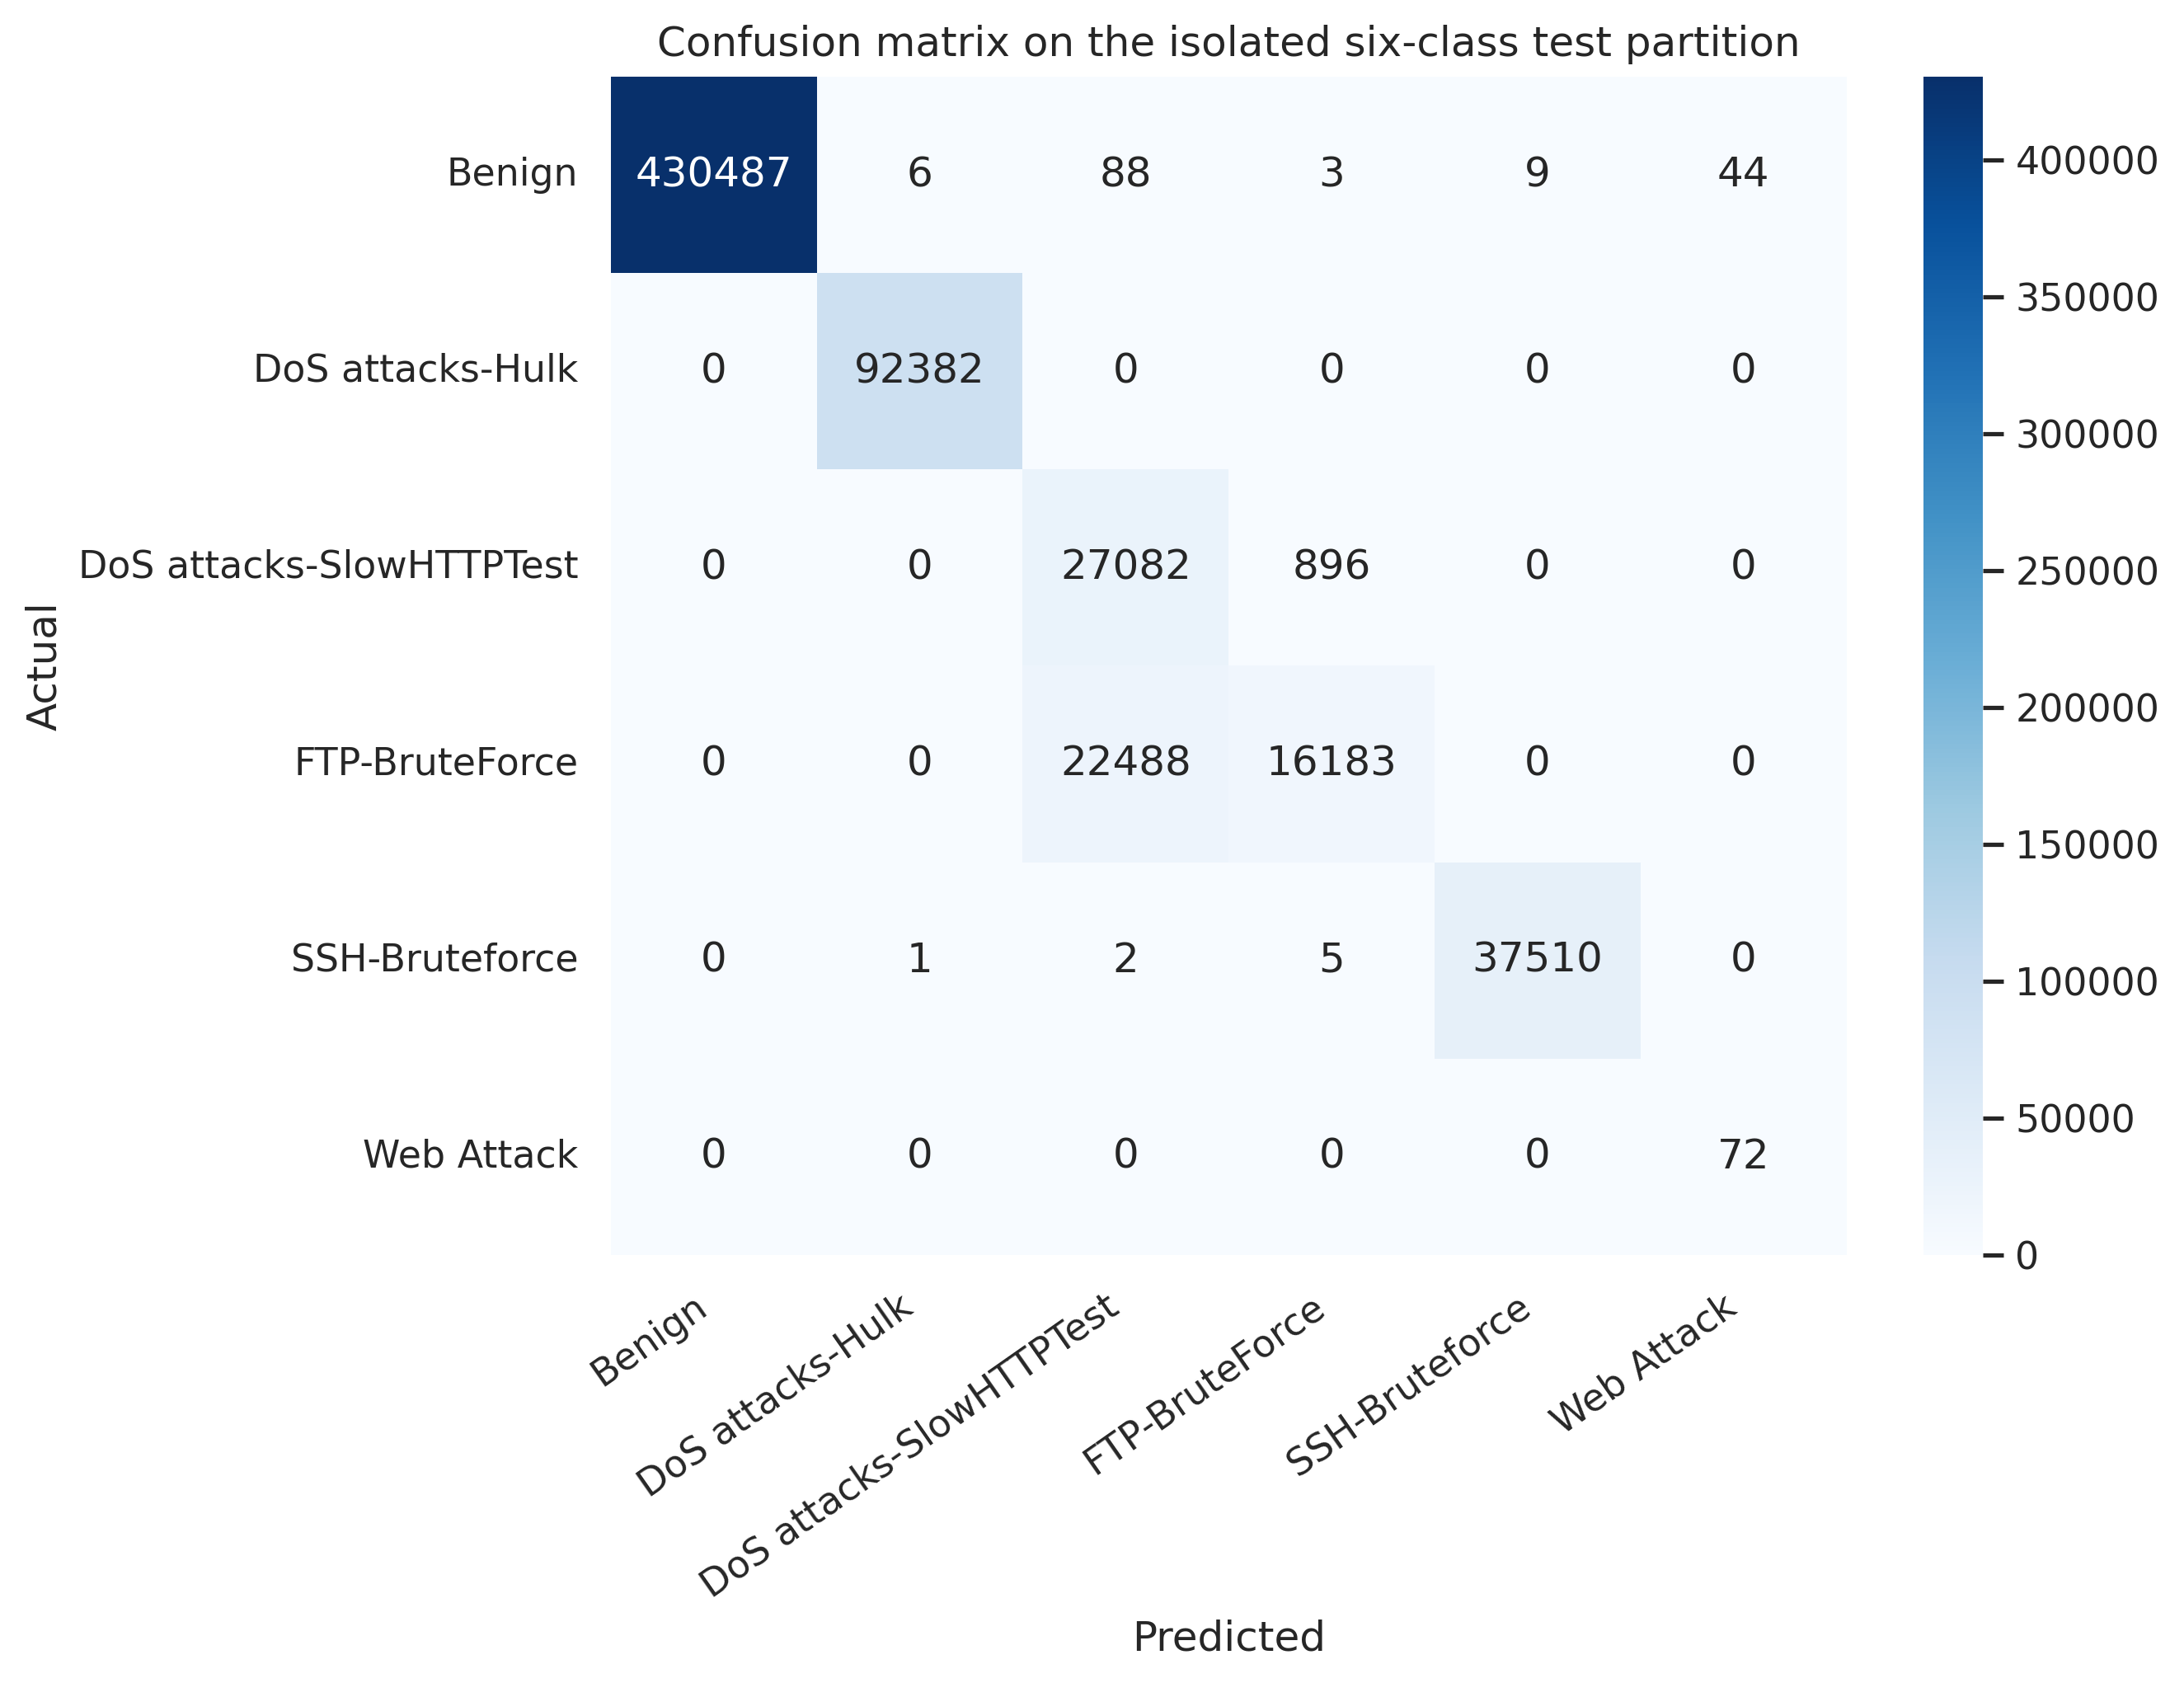 Confusion matrix on the isolated six-class test partition
Benign 430487 6 88 3 9 44
DoS attacks-Hulk 0 92382 0 0 0 0
DoS attacks-SlowHTTPTest 0 0 27082 896 0 0
FTP-BruteForce 0 0 22488 16183 0 0
SSH-Bruteforce 0 1 2 5 37510 0
Web Attack 0 0 0 0 0 72
Actual
Benign
DoS attacks-Hulk
DoS attacks-SlowHTTPTest
FTP-BruteForce
SSH-Bruteforce
Web Attack
Predicted
400000
350000
300000
250000
200000
150000
100000
50000
0